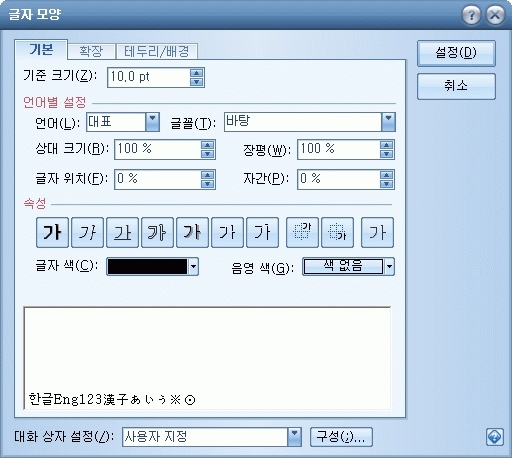 글자 모양
기본 확장 테두리/배경
설정(D)
기준 크기(Z): 10,0 pt
취소
언어별 설정
언어(L): 대표 글꼴(T): 바탕
상대 크기(R): 100 % 장평(W): 100 %
글자 위치(F): 0 % 자간(P): 0 %
속성
가 가 가 가 가 가 가 가 가 가
글자 색(C): 음영 색(G): 색 없음
한글Eng123漢子あいぅ※⊙
대화 상자 설정(/): 사용자 지정 구성(;)...